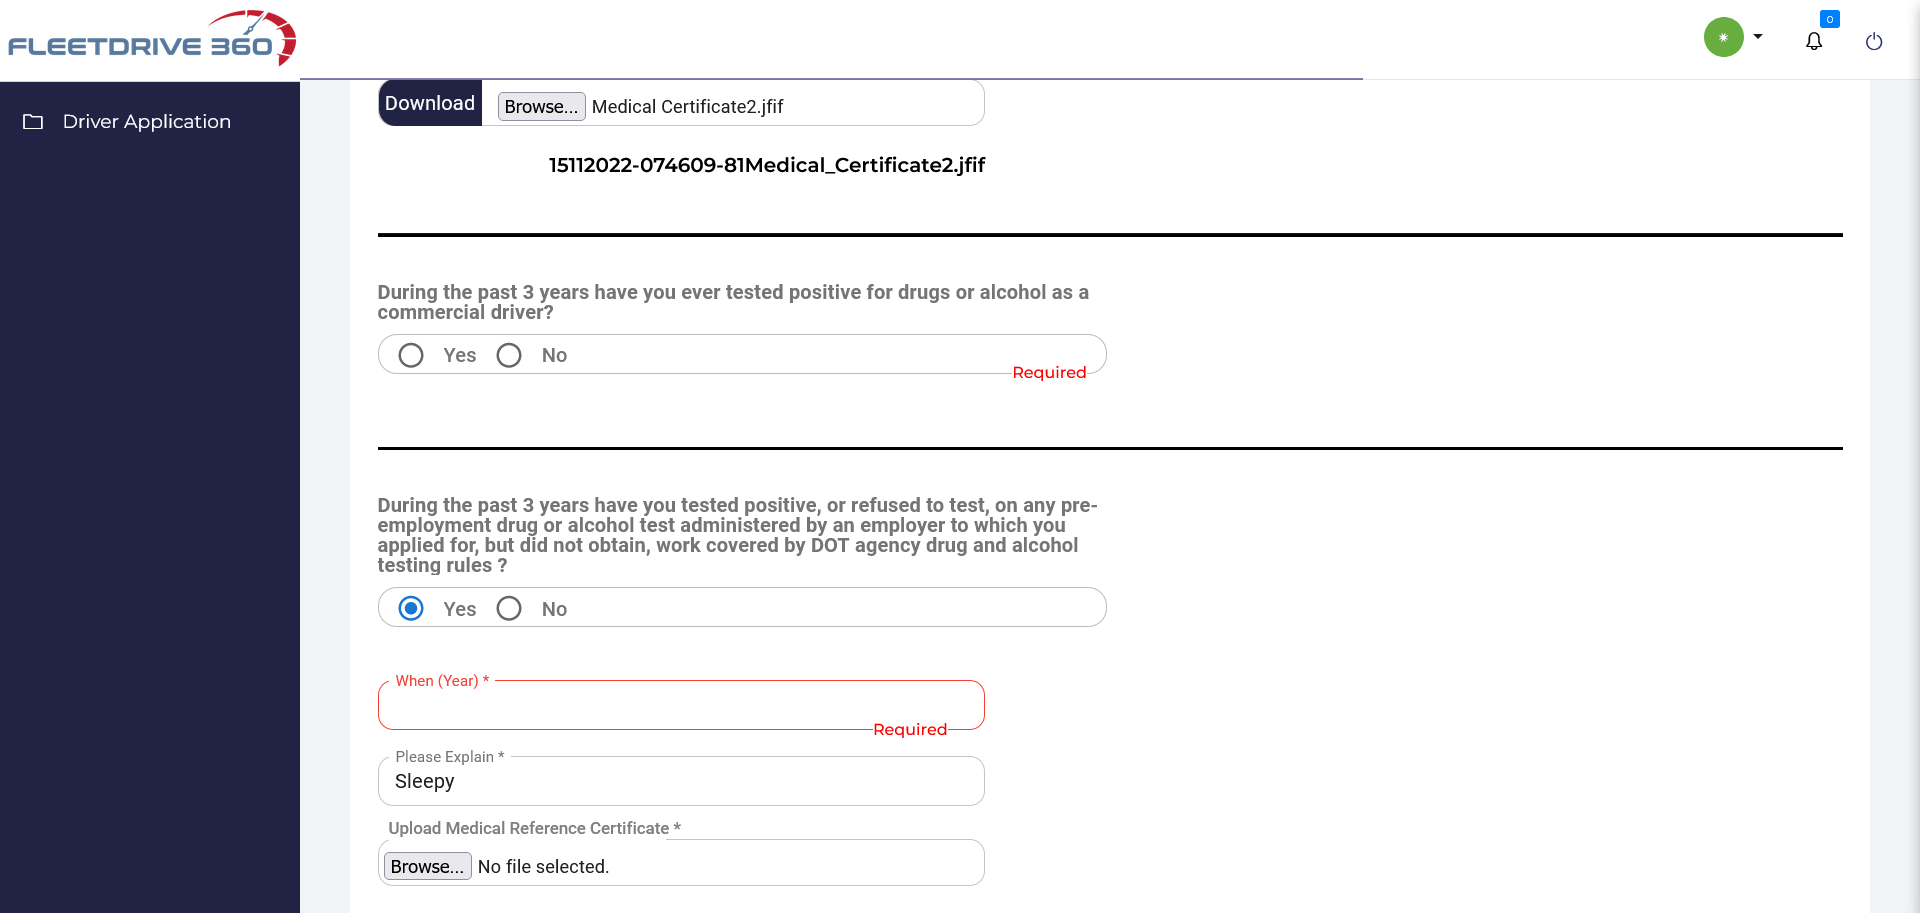 FLEETDRIVE 360
0
Driver Application
Download
Browse... Medical Certificate2.jfif
15112022-074609-81Medical_Certificate2.jfif
During the past 3 years have you ever tested positive for drugs or alcohol as a
commercial driver?
Yes No
Required
During the past 3 years have you tested positive, or refused to test, on any pre-
employment drug or alcohol test administered by an employer to which you
applied for, but did not obtain, work covered by DOT agency drug and alcohol
testing rules ?
Yes No
When (Year) *
Required
Please Explain *
Sleepy
Upload Medical Reference Certificate *
Browse... No file selected.